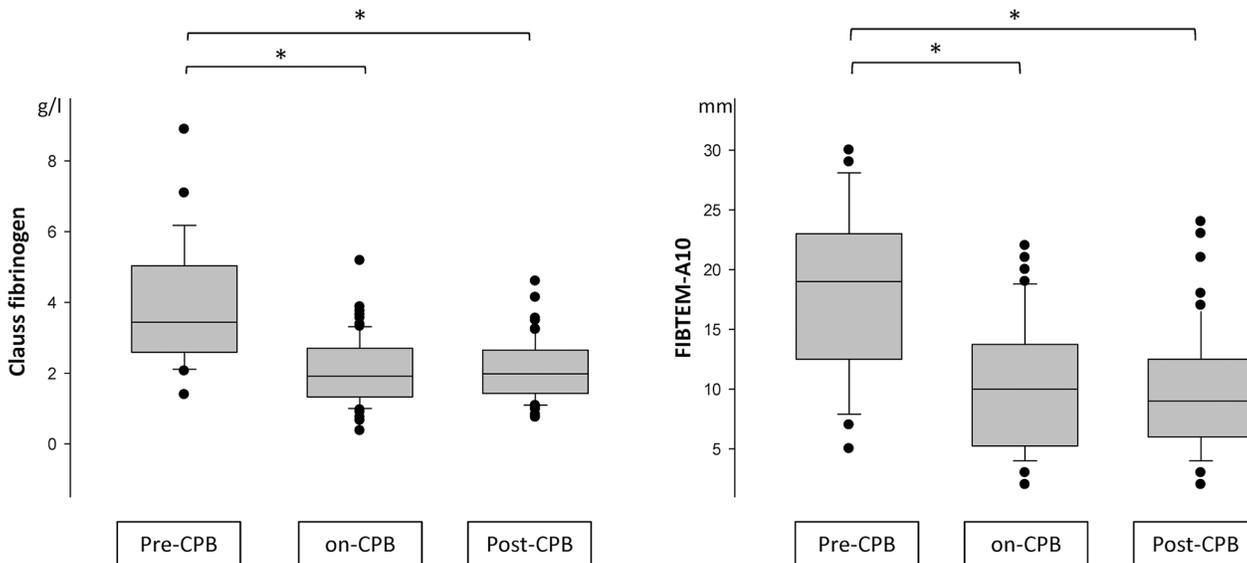 *
*
g/l
8
6
4
2
0
Clauss fibrinogen
Pre-CPB
on-CPB
Post-CPB
*
*
mm
30
25
20
15
10
5
FIBTEM-A10
Pre-CPB
on-CPB
Post-CPB